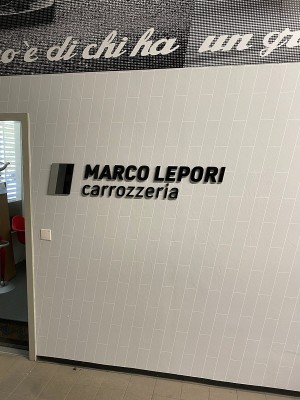 o è di chi ha un g
MARCO LEPORI
carrozzeria